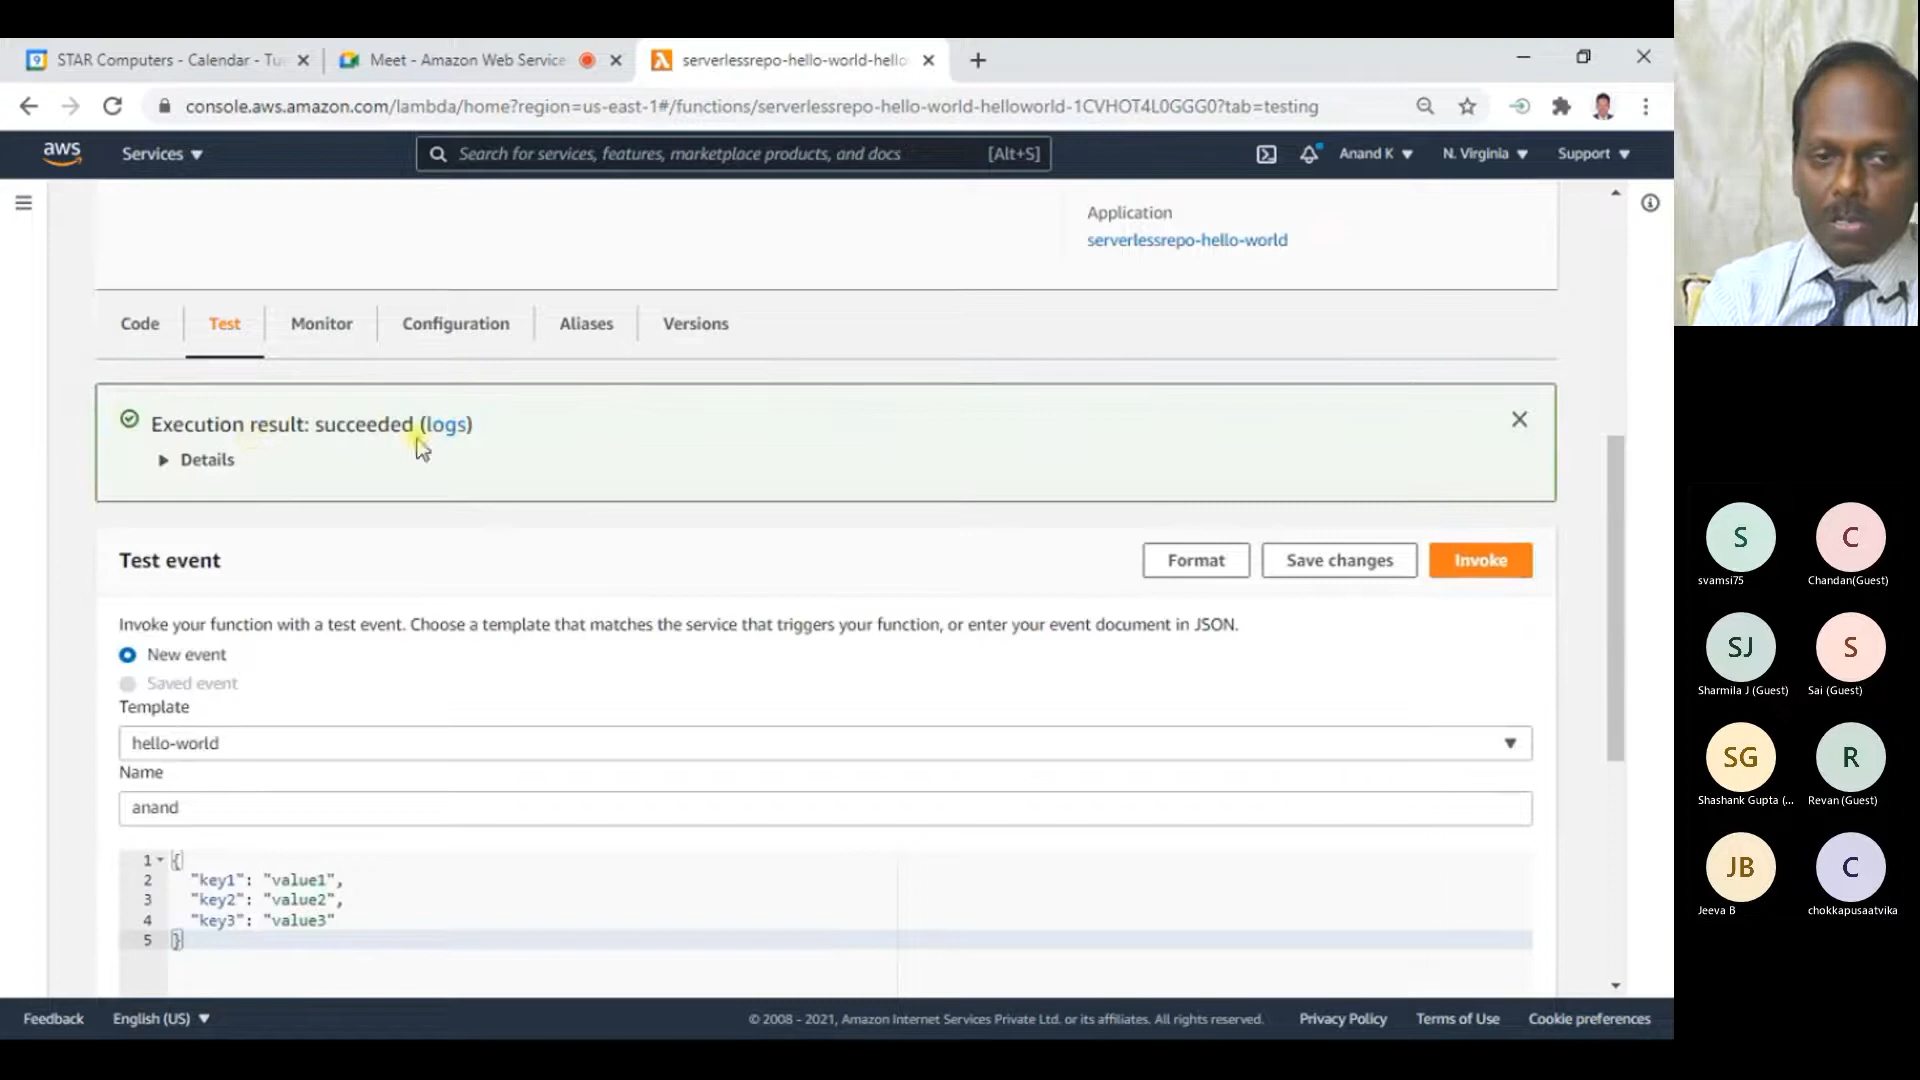 STAR Computers - Calendar - Tu
Meet - Amazon Web Service
serverlessrepo-hello-world-hello
console.aws.amazon.com/lambda/home?region=us-east-1#/functions/serverlessrepo-hello-world-helloworld-1CVHOT4L0GGG0?tab=testing
aws
Services
Search for services, features, marketplace products, and docs
[Alt+S]
Anand K
N. Virginia
Support
Application
serverlessrepo-hello-world
Code
Test
Monitor
Configuration
Aliases
Versions
Execution result: succeeded (logs)
Details
Test event
Format
Save changes
Invoke
Invoke your function with a test event. Choose a template that matches the service that triggers your function, or enter your event document in JSON.
New event
Saved event
Template
hello-world
Name
anand
1 {
2 "key1": "value1",
3 "key2": "value2",
4 "key3": "value3"
5 }
Feedback
English (US)
© 2008 - 2021, Amazon Internet Services Private Ltd. or its affiliates. All rights reserved.
Privacy Policy
Terms of Use
Cookie preferences
S
svamsi75
C
Chandan(Guest)
SJ
Sharmila J (Guest)
S
Sai (Guest)
SG
Shashank Gupta (...
R
Revan (Guest)
JB
Jeeva B
C
chokkapusaatvika